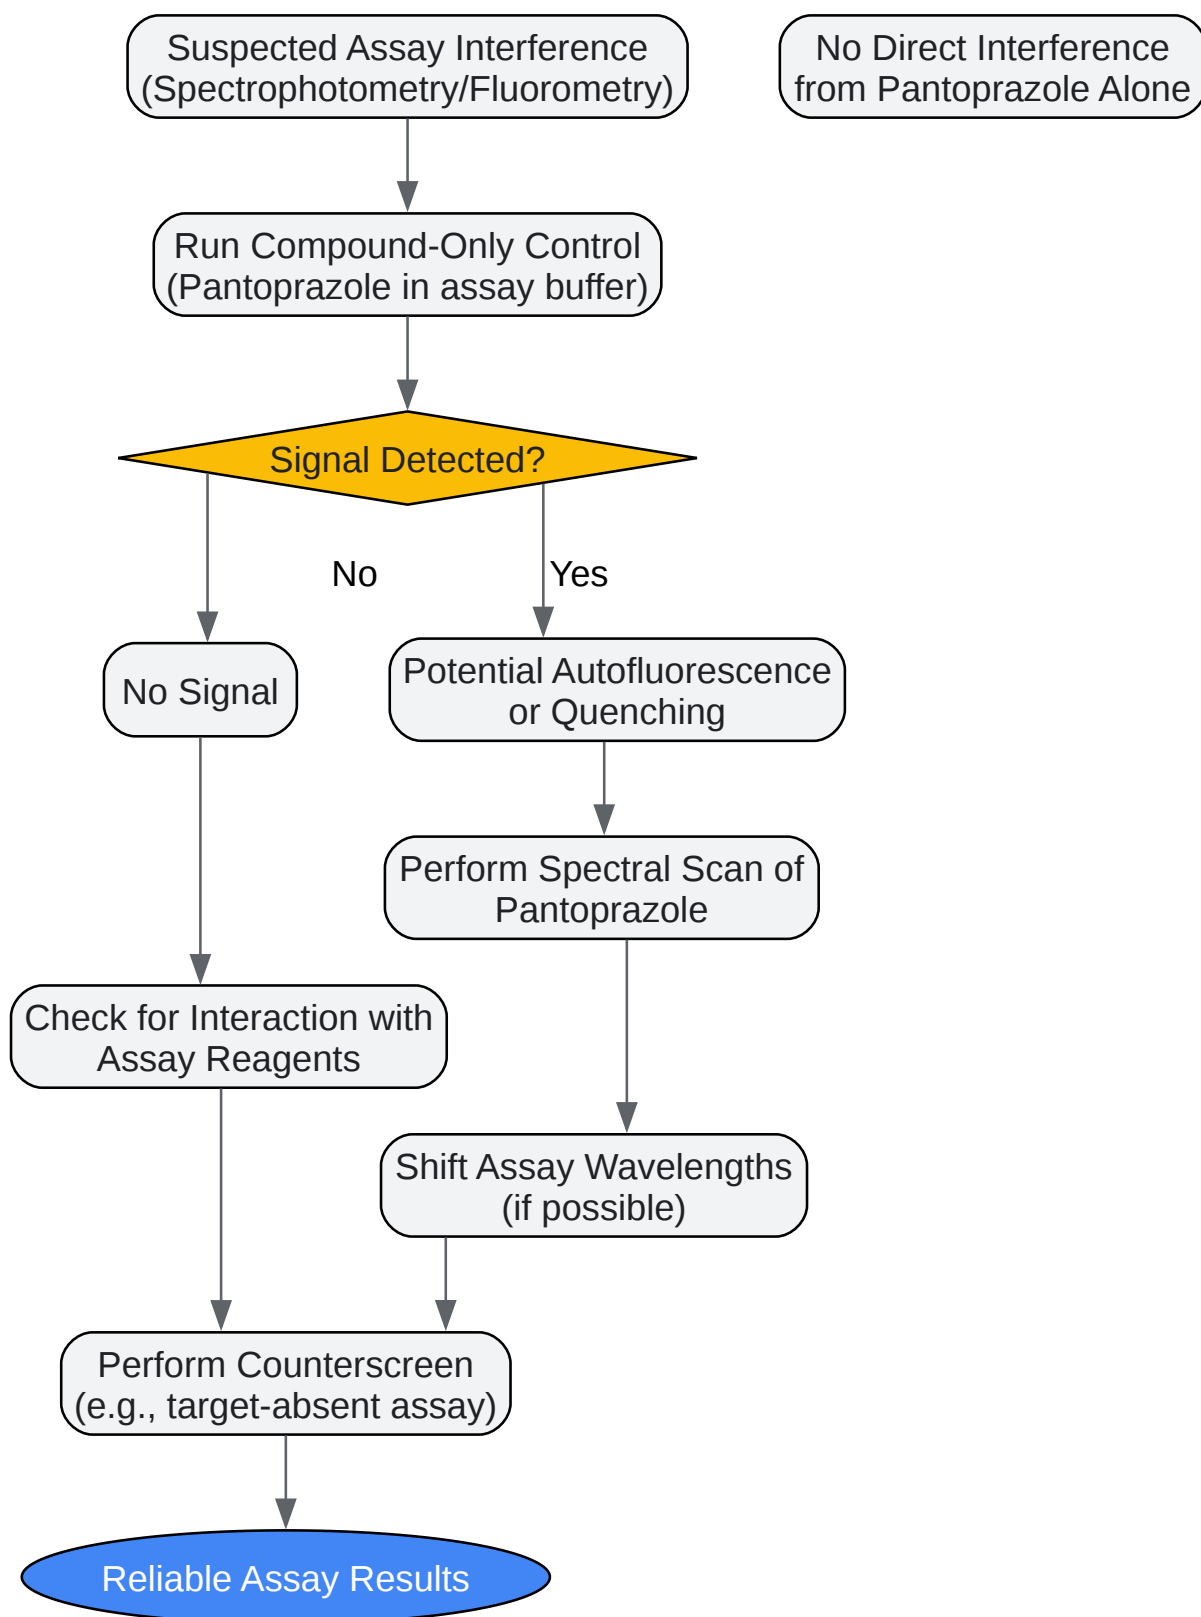 Suspected Assay Interference
(Spectrophotometry/Fluorometry)
No Direct Interference
from Pantoprazole Alone
Run Compound-Only Control
(Pantoprazole in assay buffer)
Signal Detected?
No
Yes
No Signal
Potential Autofluorescence
or Quenching
Perform Spectral Scan of
Pantoprazole
Check for Interaction with
Assay Reagents
Shift Assay Wavelengths
(if possible)
Perform Counterscreen
(e.g., target-absent assay)
Reliable Assay Results